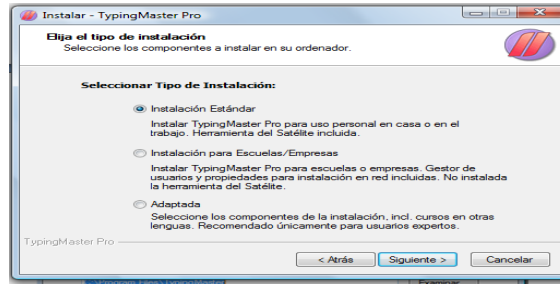 Instalar - TypingMaster Pro
Elija el tipo de instalación
Seleccione los componentes a instalar en su ordenador.
Seleccionar Tipo de Instalación:
Instalación Estándar
Instalar TypingMaster Pro para uso personal en casa o en el
trabajo. Herramienta del Satélite incluida.
Instalación para Escuelas/Empresas
Instalar TypingMaster Pro para escuelas o empresas. Gestor de
usuarios y propiedades para instalación en red incluidas. No instalada
la herramienta del Satélite.
Adaptada
Seleccione los componentes de la instalación, incl. cursos en otras
lenguas. Recomendado únicamente para usuarios expertos.
TypingMaster Pro
< Atrás Siguiente > Cancelar